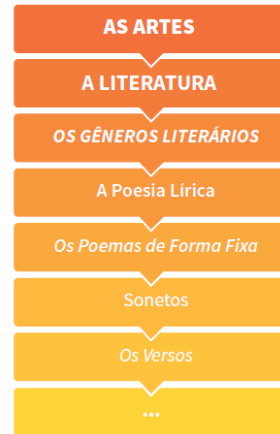 AS ARTES
A LITERATURA
OS GÊNEROS LITERÁRIOS
A Poesia Lírica
Os Poemas de Forma Fixa
Sonetos
Os Versos
...